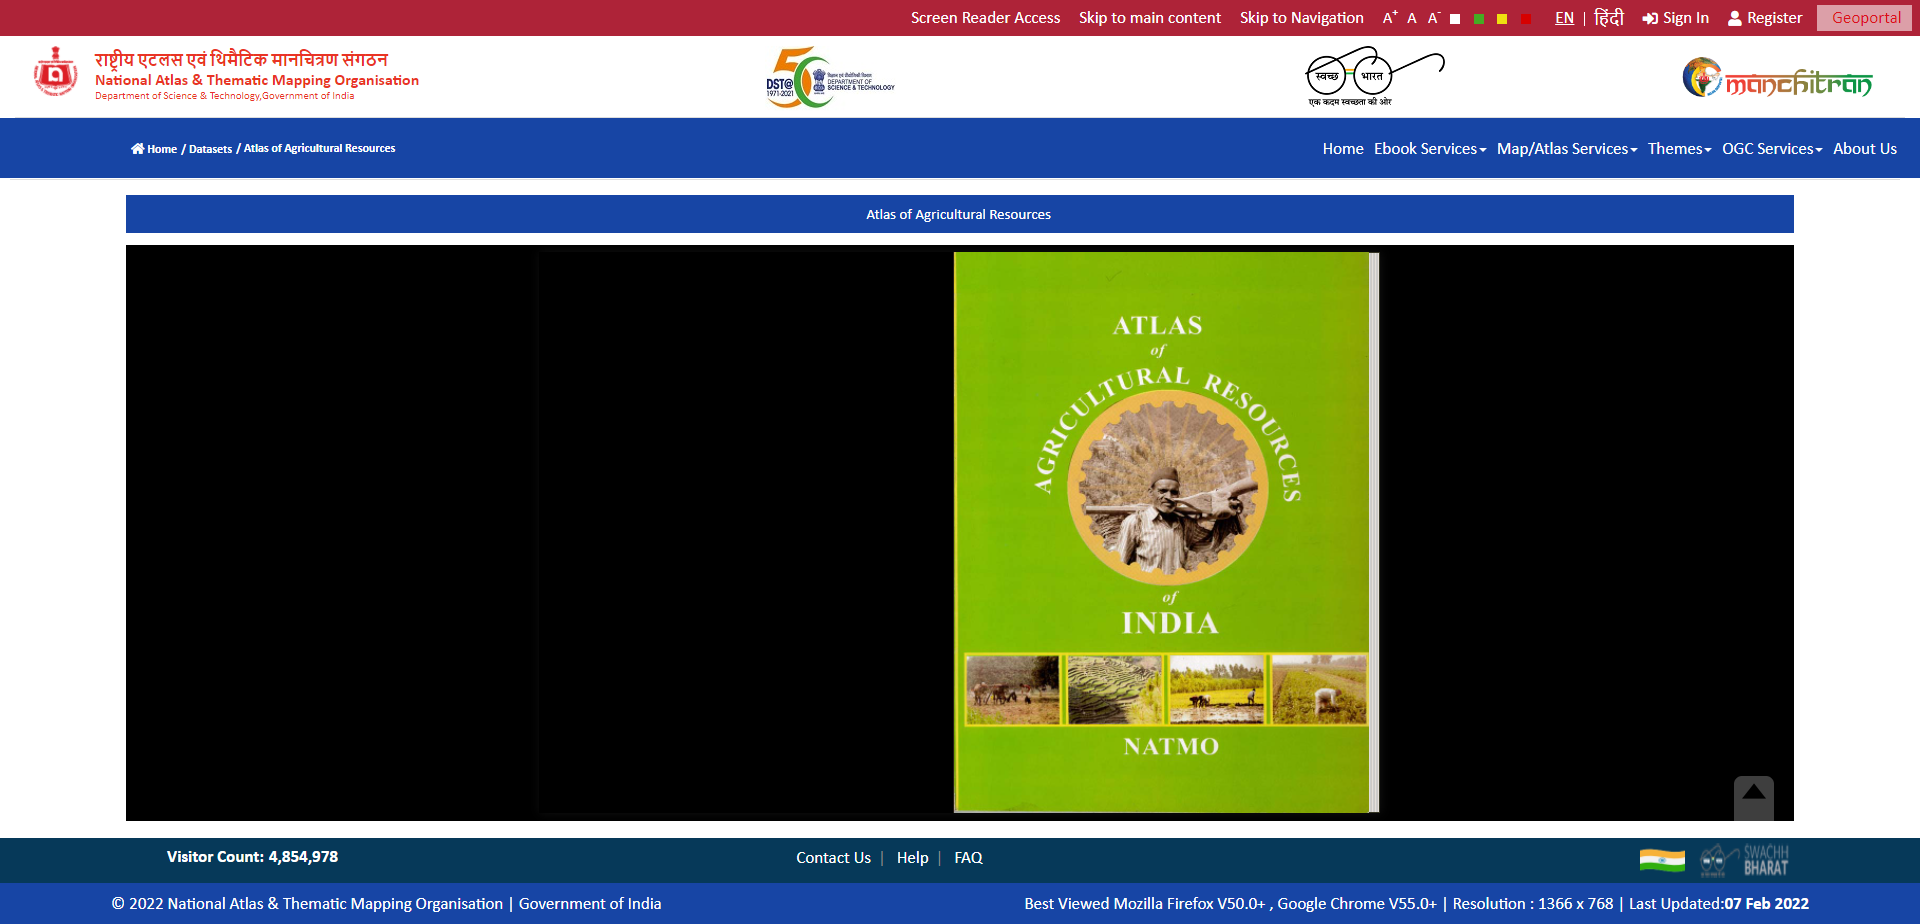 Screen Reader Access Skip to main content Skip to Navigation A+ A A- EN | हिंदी Sign In Register Geoportal
राष्ट्रीय एटलस एवं थिमैटिक मानचित्रण संगठन
National Atlas & Thematic Mapping Organisation
Department of Science & Technology,Government of India
50
DST@
1971-2021
विज्ञान एवं प्रौद्योगिकी विभाग
DEPARTMENT OF
SCIENCE & TECHNOLOGY
स्वच्छ भारत
एक कदम स्वच्छता की ओर
manchitran
Home / Datasets / Atlas of Agricultural Resources
Home Ebook Services Map/Atlas Services Themes OGC Services About Us
Atlas of Agricultural Resources
ATLAS
of
AGRICULTURAL RESOURCES
of
INDIA
NATMO
Visitor Count: 4,854,978
Contact Us | Help | FAQ
SWACHH
BHARAT
© 2022 National Atlas & Thematic Mapping Organisation | Government of India
Best Viewed Mozilla Firefox V50.0+ , Google Chrome V55.0+ | Resolution : 1366 x 768 | Last Updated:07 Feb 2022